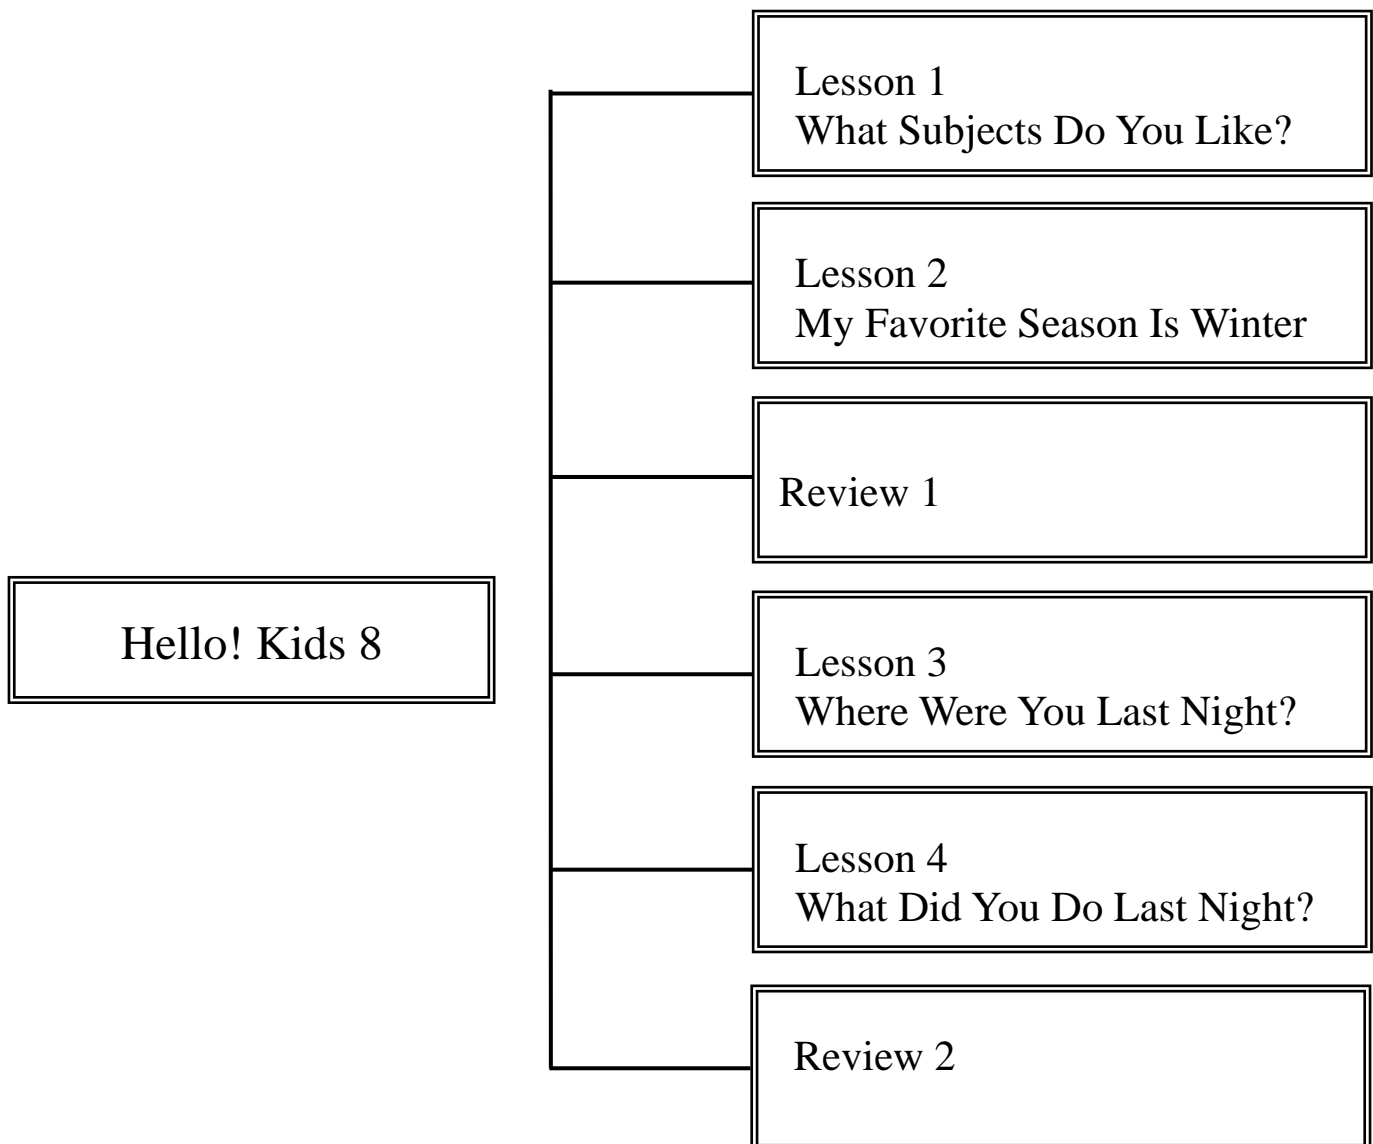 Hello! Kids 8
Lesson 1
What Subjects Do You Like?
Lesson 2
My Favorite Season Is Winter
Review 1
Lesson 3
Where Were You Last Night?
Lesson 4
What Did You Do Last Night?
Review 2